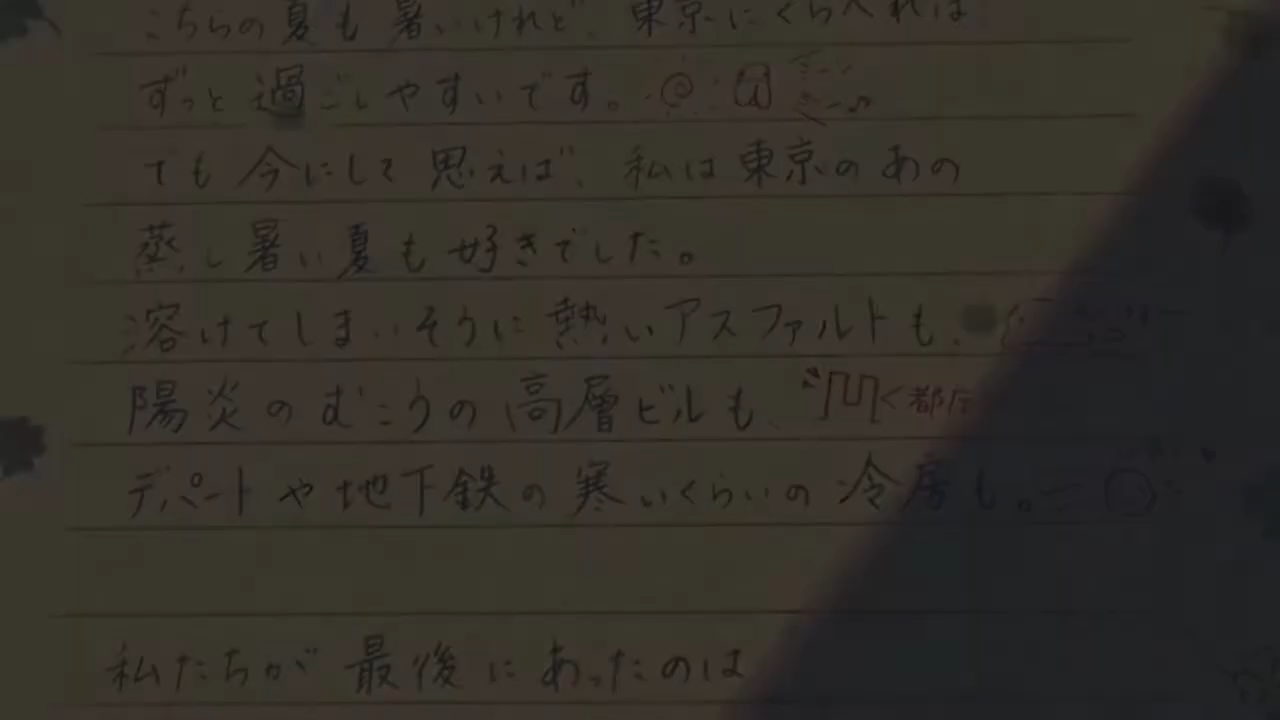 こちらの夏も暑いけれど、東京にくらべれば
ずっと過ごしやすいです。
でも今にして思えば、私は東京のあの
蒸し暑い夏も好きでした。
溶けてしまいそうに熱いアスファルトも、
陽炎のむこうの高層ビルも、<都庁
デパートや地下鉄の寒いくらいの冷房も。
私たちが最後にあったのは